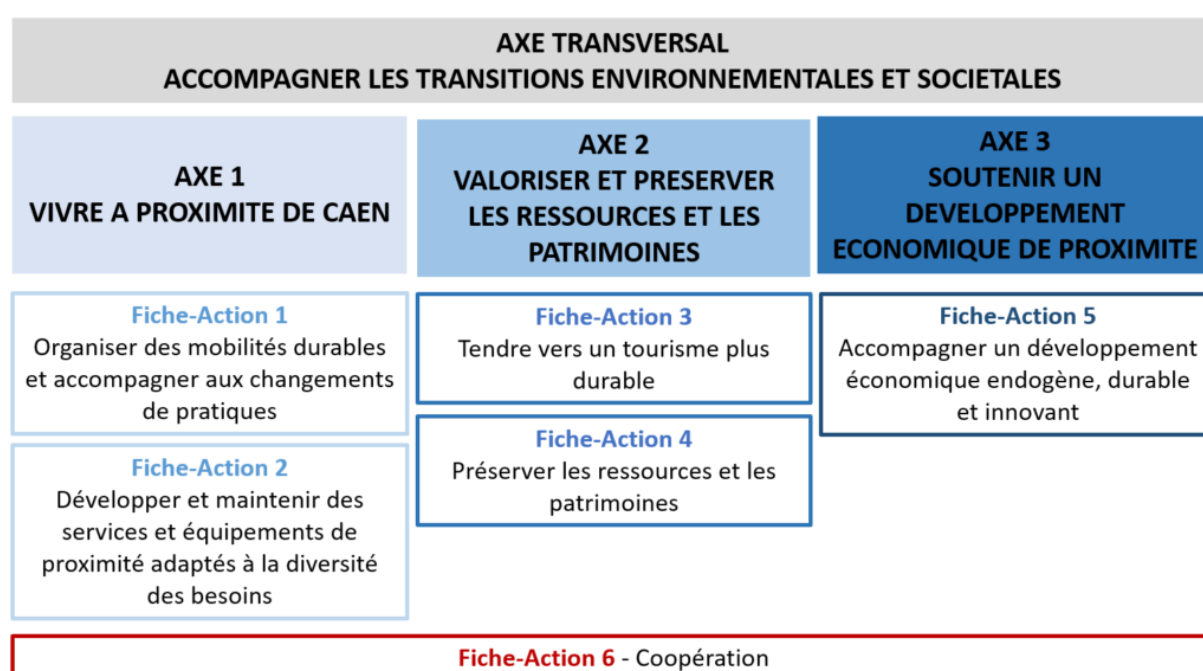 AXE TRANSVERSAL
ACCOMPAGNER LES TRANSITIONS ENVIRONNEMENTALES ET SOCIETALES
AXE 1
VIVRE A PROXIMITE DE CAEN
AXE 2
VALORISER ET PRESERVER
LES RESSOURCES ET LES
PATRIMOINES
AXE 3
SOUTENIR UN
DEVELOPPEMENT
ECONOMIQUE DE PROXIMITE
Fiche-Action 1
Organiser des mobilités durables
et accompagner aux changements
de pratiques
Fiche-Action 2
Développer et maintenir des
services et équipements de
proximité adaptés à la diversité
des besoins
Fiche-Action 3
Tendre vers un tourisme plus
durable
Fiche-Action 4
Préserver les ressources et les
patrimoines
Fiche-Action 5
Accompagner un développement
économique endogène, durable
et innovant
Fiche-Action 6 - Coopération